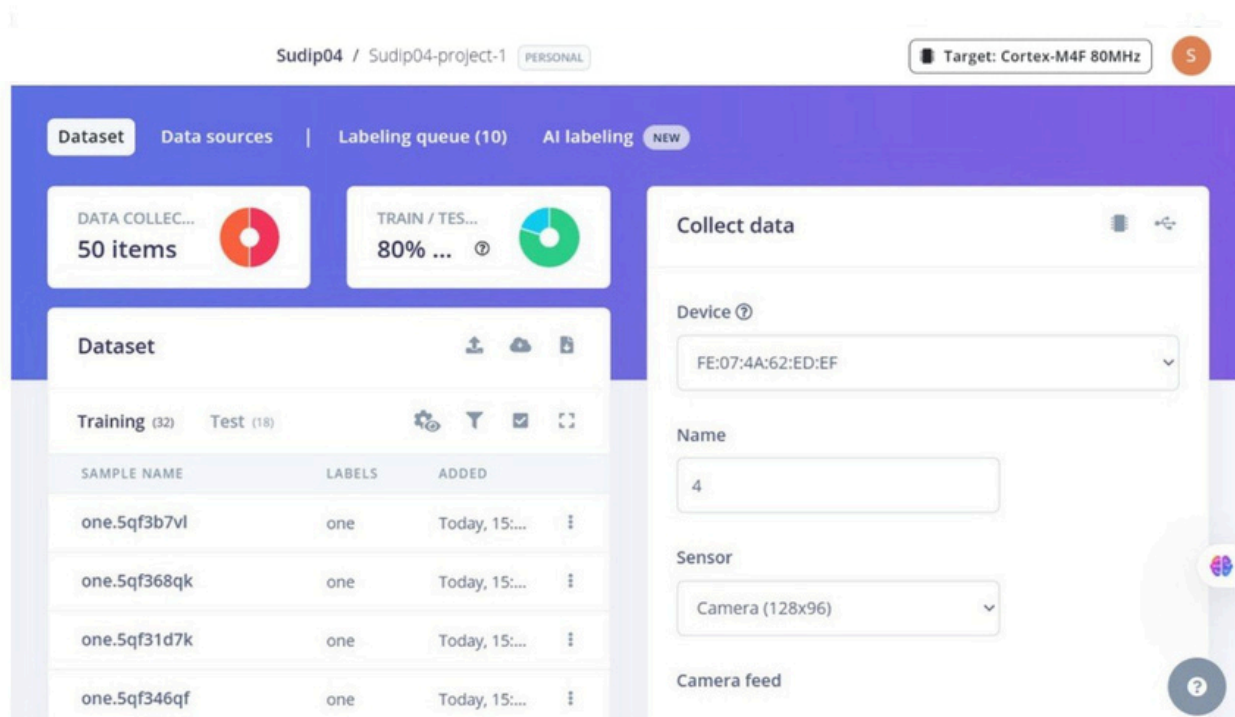 Sudip04 / Sudip04-project-1 PERSONAL
Target: Cortex-M4F 80MHz
S
Dataset Data sources | Labeling queue (10) AI labeling NEW
DATA COLLEC...
50 items
TRAIN / TES...
80% ...
Collect data
Device
FE:07:4A:62:ED:EF
Name
4
Sensor
Camera (128x96)
Camera feed
Dataset
Training (32) Test (18)
SAMPLE NAME LABELS ADDED
one.5qf3b7vl one Today, 15:...
one.5qf368qk one Today, 15:...
one.5qf31d7k one Today, 15:...
one.5qf346qf one Today, 15:...